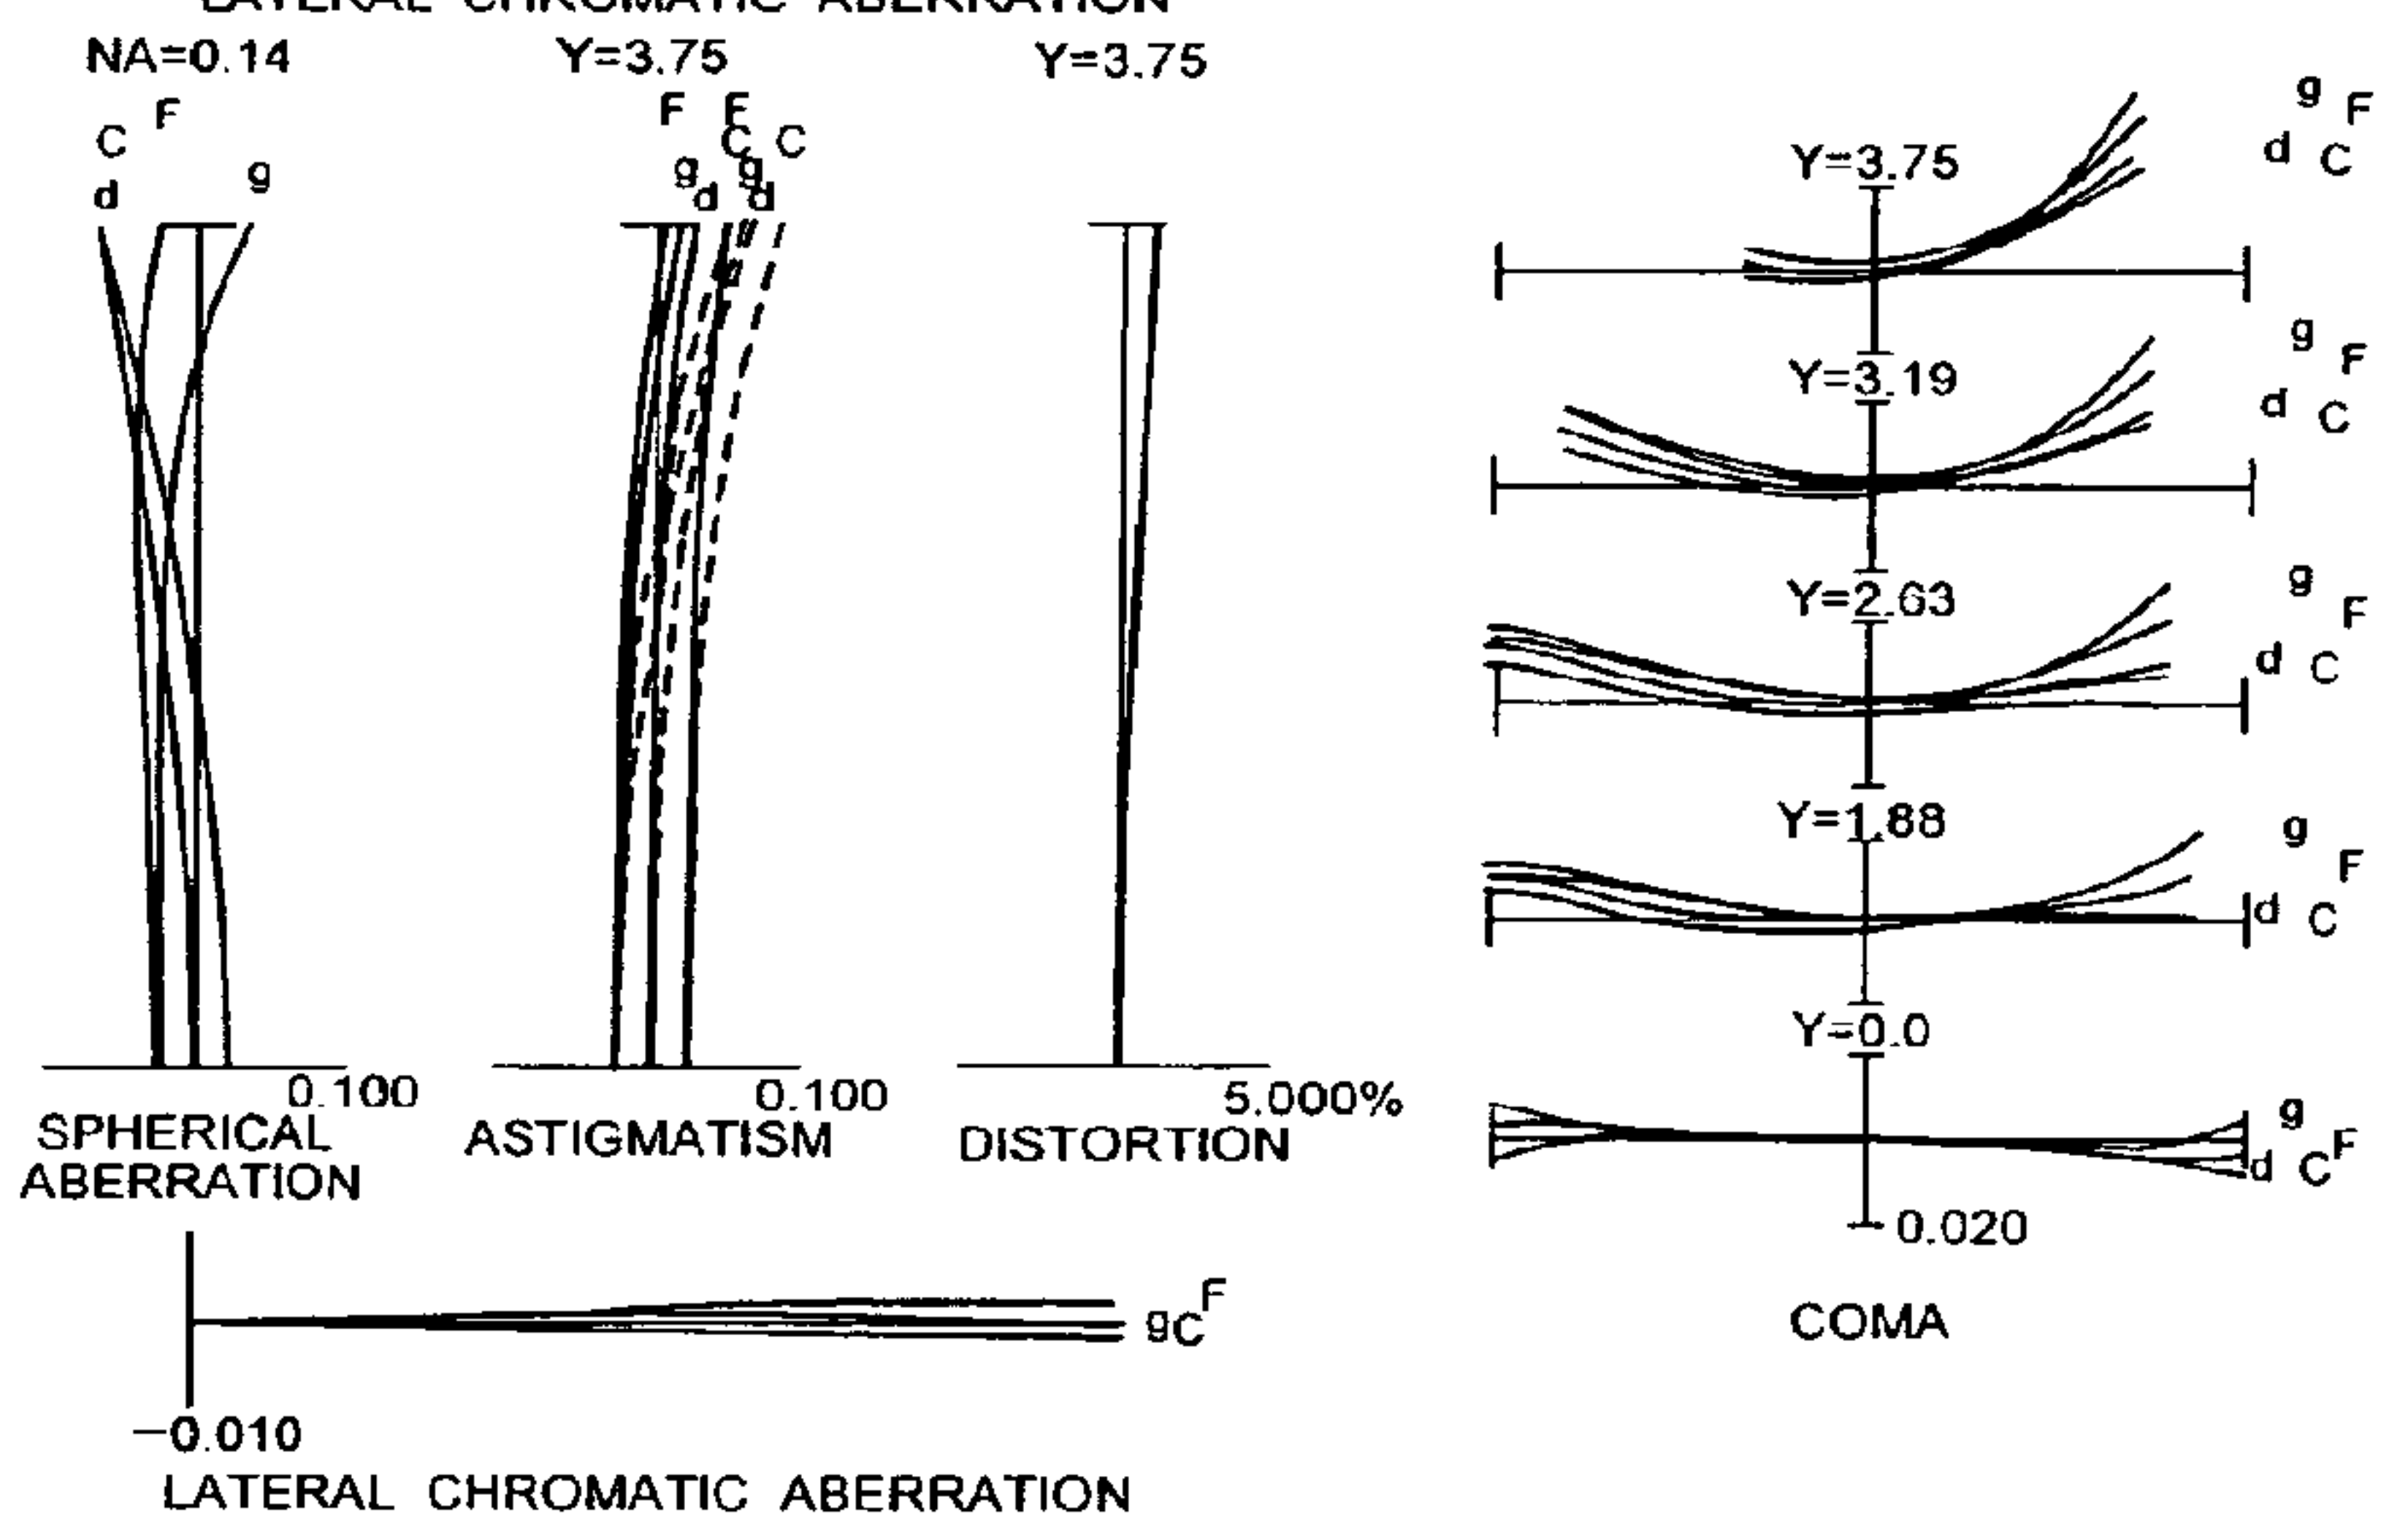 LATERAL CHROMATIC ABERRATION
NA=0.14
C F
d g
SPHERICAL
ABERRATION
0.100
Y=3.75
F F
C C
g g
d d
0.100
ASTIGMATISM
Y=3.75
5.000%
DISTORTION
Y=3.75
g F
d C
Y=3.19
g F
d C
Y=2.63
g F
d C
Y=1.88
g F
d C
Y=0.0
g F
d C
0.020
COMA
F
g C
−0.010
LATERAL CHROMATIC ABERRATION